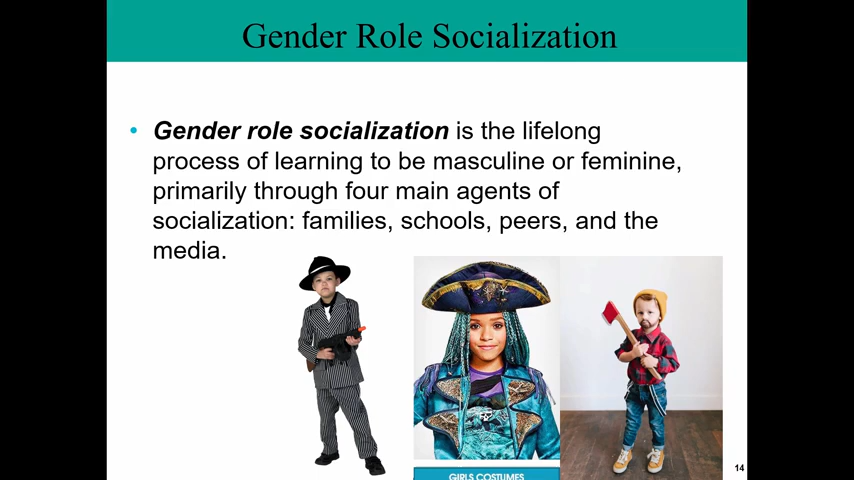 Gender Role Socialization
• Gender role socialization is the lifelong
process of learning to be masculine or feminine,
primarily through four main agents of
socialization: families, schools, peers, and the
media.
GIRLS COSTUMES
14